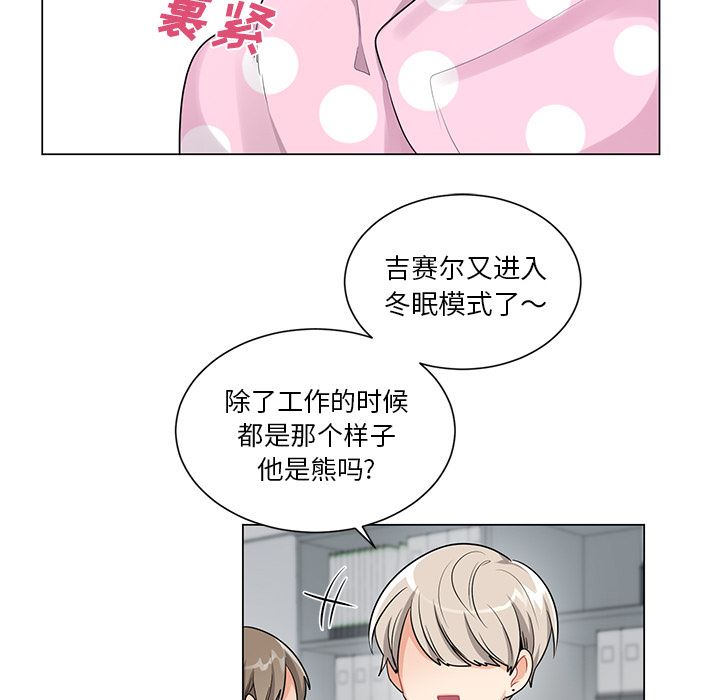 裹紧
吉赛尔又进入
冬眠模式了～
除了工作的时候
都是那个样子
他是熊吗?